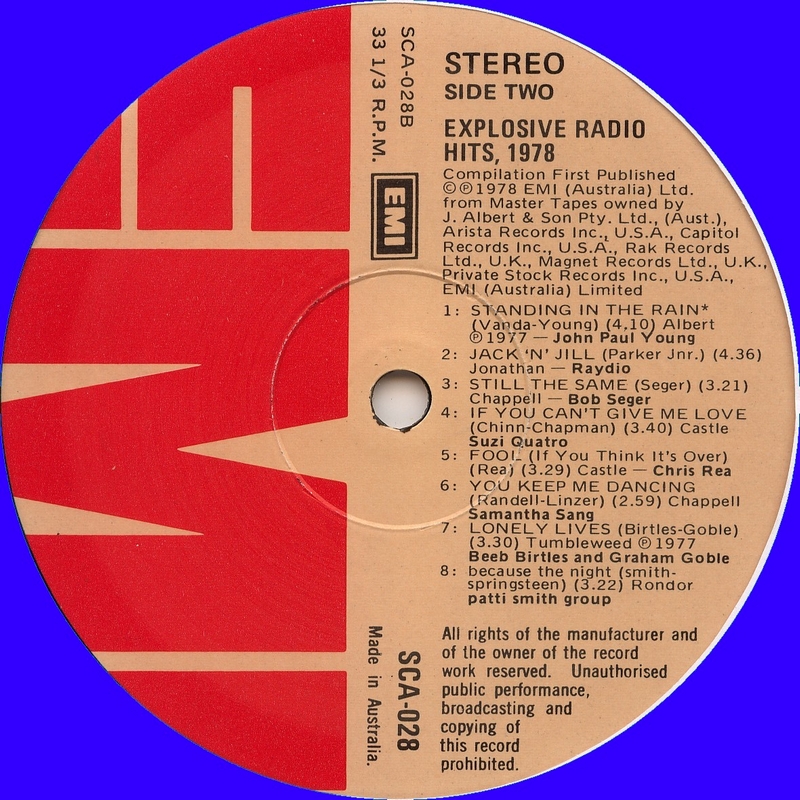 SCA-028B
33 1/3 R.P.M.
EMI
SCA-028
Made in Australia.
STEREO
SIDE TWO
EXPLOSIVE RADIO
HITS, 1978
Compilation First Published
©℗1978 EMI (Australia) Ltd.
from Master Tapes owned by
J. Albert & Son Pty. Ltd., (Aust.),
Arista Records Inc., U.S.A., Capitol
Records Inc., U.S.A., Rak Records
Ltd., U.K., Magnet Records Ltd., U.K.,
Private Stock Records Inc., U.S.A.,
EMI (Australia) Limited
1: STANDING IN THE RAIN*
(Vanda-Young) (4.10) Albert
℗1977 — John Paul Young
2: JACK 'N' JILL (Parker Jnr.) (4.36)
Jonathan — Raydio
3: STILL THE SAME (Seger) (3.21)
Chappell — Bob Seger
4: IF YOU CAN'T GIVE ME LOVE
(Chinn-Chapman) (3.40) Castle
Suzi Quatro
5: FOOL (If You Think It's Over)
(Rea) (3.29) Castle — Chris Rea
6: YOU KEEP ME DANCING
(Randell-Linzer) (2.59) Chappell
Samantha Sang
7: LONELY LIVES (Birtles-Goble)
(3.30) Tumbleweed ℗1977
Beeb Birtles and Graham Goble
8: because the night (smith-
springsteen) (3.22) Rondor
patti smith group
All rights of the manufacturer and
of the owner of the record
work reserved. Unauthorised
public performance,
broadcasting and
copying of
this record
prohibited.